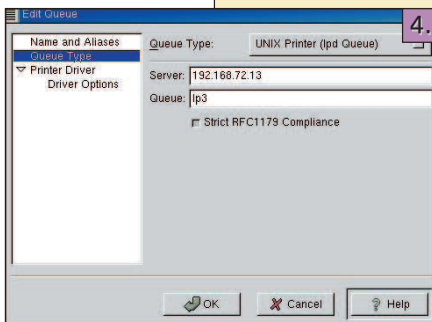 Edit Queue
4.
Name and Aliases
Queue Type
Printer Driver
Driver Options
Queue Type: UNIX Printer (lpd Queue)
Server: 192.168.72.13
Queue: lp3
Strict RFC1179 Compliance
OK Cancel Help